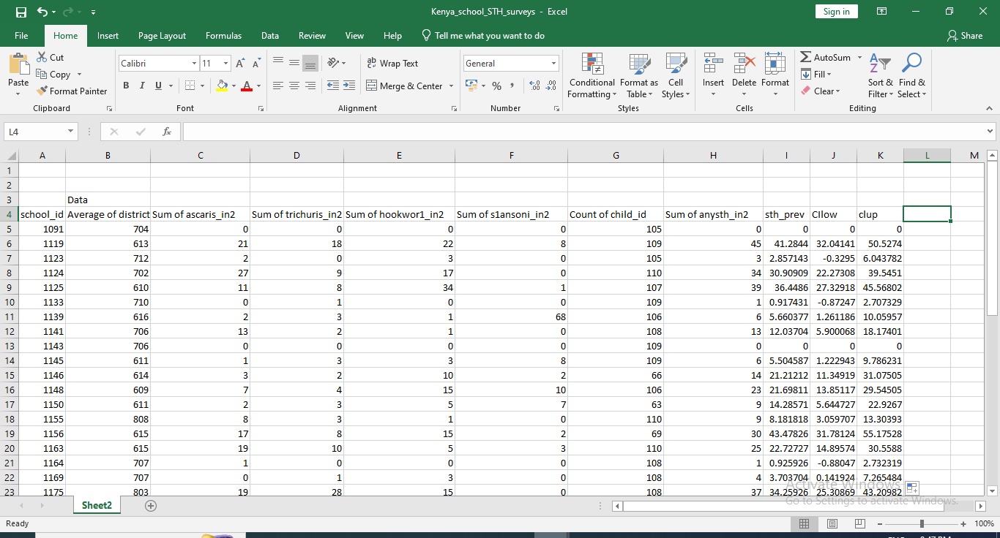 Kenya_school_STH_surveys - Excel
Sign in
File Home Insert Page Layout Formulas Data Review View Help Tell me what you want to do Share
Cut
Calibri 11 Wrap Text General AutoSum
Copy Fill
Paste Conditional Format as Cell Insert Delete Format Sort & Find &
Format Painter B I U Merge & Center % Formatting Table Styles Clear Filter Select
Clipboard Font Alignment Number Styles Cells Editing
L4 fx
A B C D E F G H I J K L M
1
2
3 Data
4 school_id Average of district Sum of ascaris_in2 Sum of trichuris_in2 Sum of hookwor1_in2 Sum of s1ansoni_in2 Count of child_id Sum of anysth_in2 sth_prev CIlow cIup
5 1091 704 0 0 0 0 105 0 0 0 0
6 1119 613 21 18 22 8 109 45 41.2844 32.04141 50.5274
7 1123 712 2 0 3 0 105 3 2.857143 -0.3295 6.043782
8 1124 702 27 9 17 0 110 34 30.90909 22.27308 39.5451
9 1125 610 11 8 34 1 107 39 36.4486 27.32918 45.56802
10 1133 710 0 1 0 0 109 1 0.917431 -0.87247 2.707329
11 1139 616 2 3 1 68 106 6 5.660377 1.261186 10.05957
12 1141 706 13 2 1 0 108 13 12.03704 5.900068 18.17401
13 1143 706 0 0 0 0 109 0 0 0 0
14 1145 611 1 3 3 8 109 6 5.504587 1.222943 9.786231
15 1146 614 3 2 10 2 66 14 21.21212 11.34919 31.07505
16 1148 609 7 4 15 10 106 23 21.69811 13.85117 29.54505
17 1150 611 2 3 5 7 63 9 14.28571 5.644727 22.9267
18 1155 808 8 3 1 0 110 9 8.181818 3.059707 13.30393
19 1156 615 17 8 15 2 69 30 43.47826 31.78124 55.17528
20 1163 615 19 10 5 3 110 25 22.72727 14.89574 30.5588
21 1164 707 1 0 0 0 108 1 0.925926 -0.88047 2.732319
22 1169 707 0 1 3 0 108 4 3.703704 0.141924 7.265484
23 1175 803 19 28 15 0 108 37 34.25926 25.30869 43.20982
Activate Windows
Go to Settings to activate Windows.
Sheet2
Ready 100%